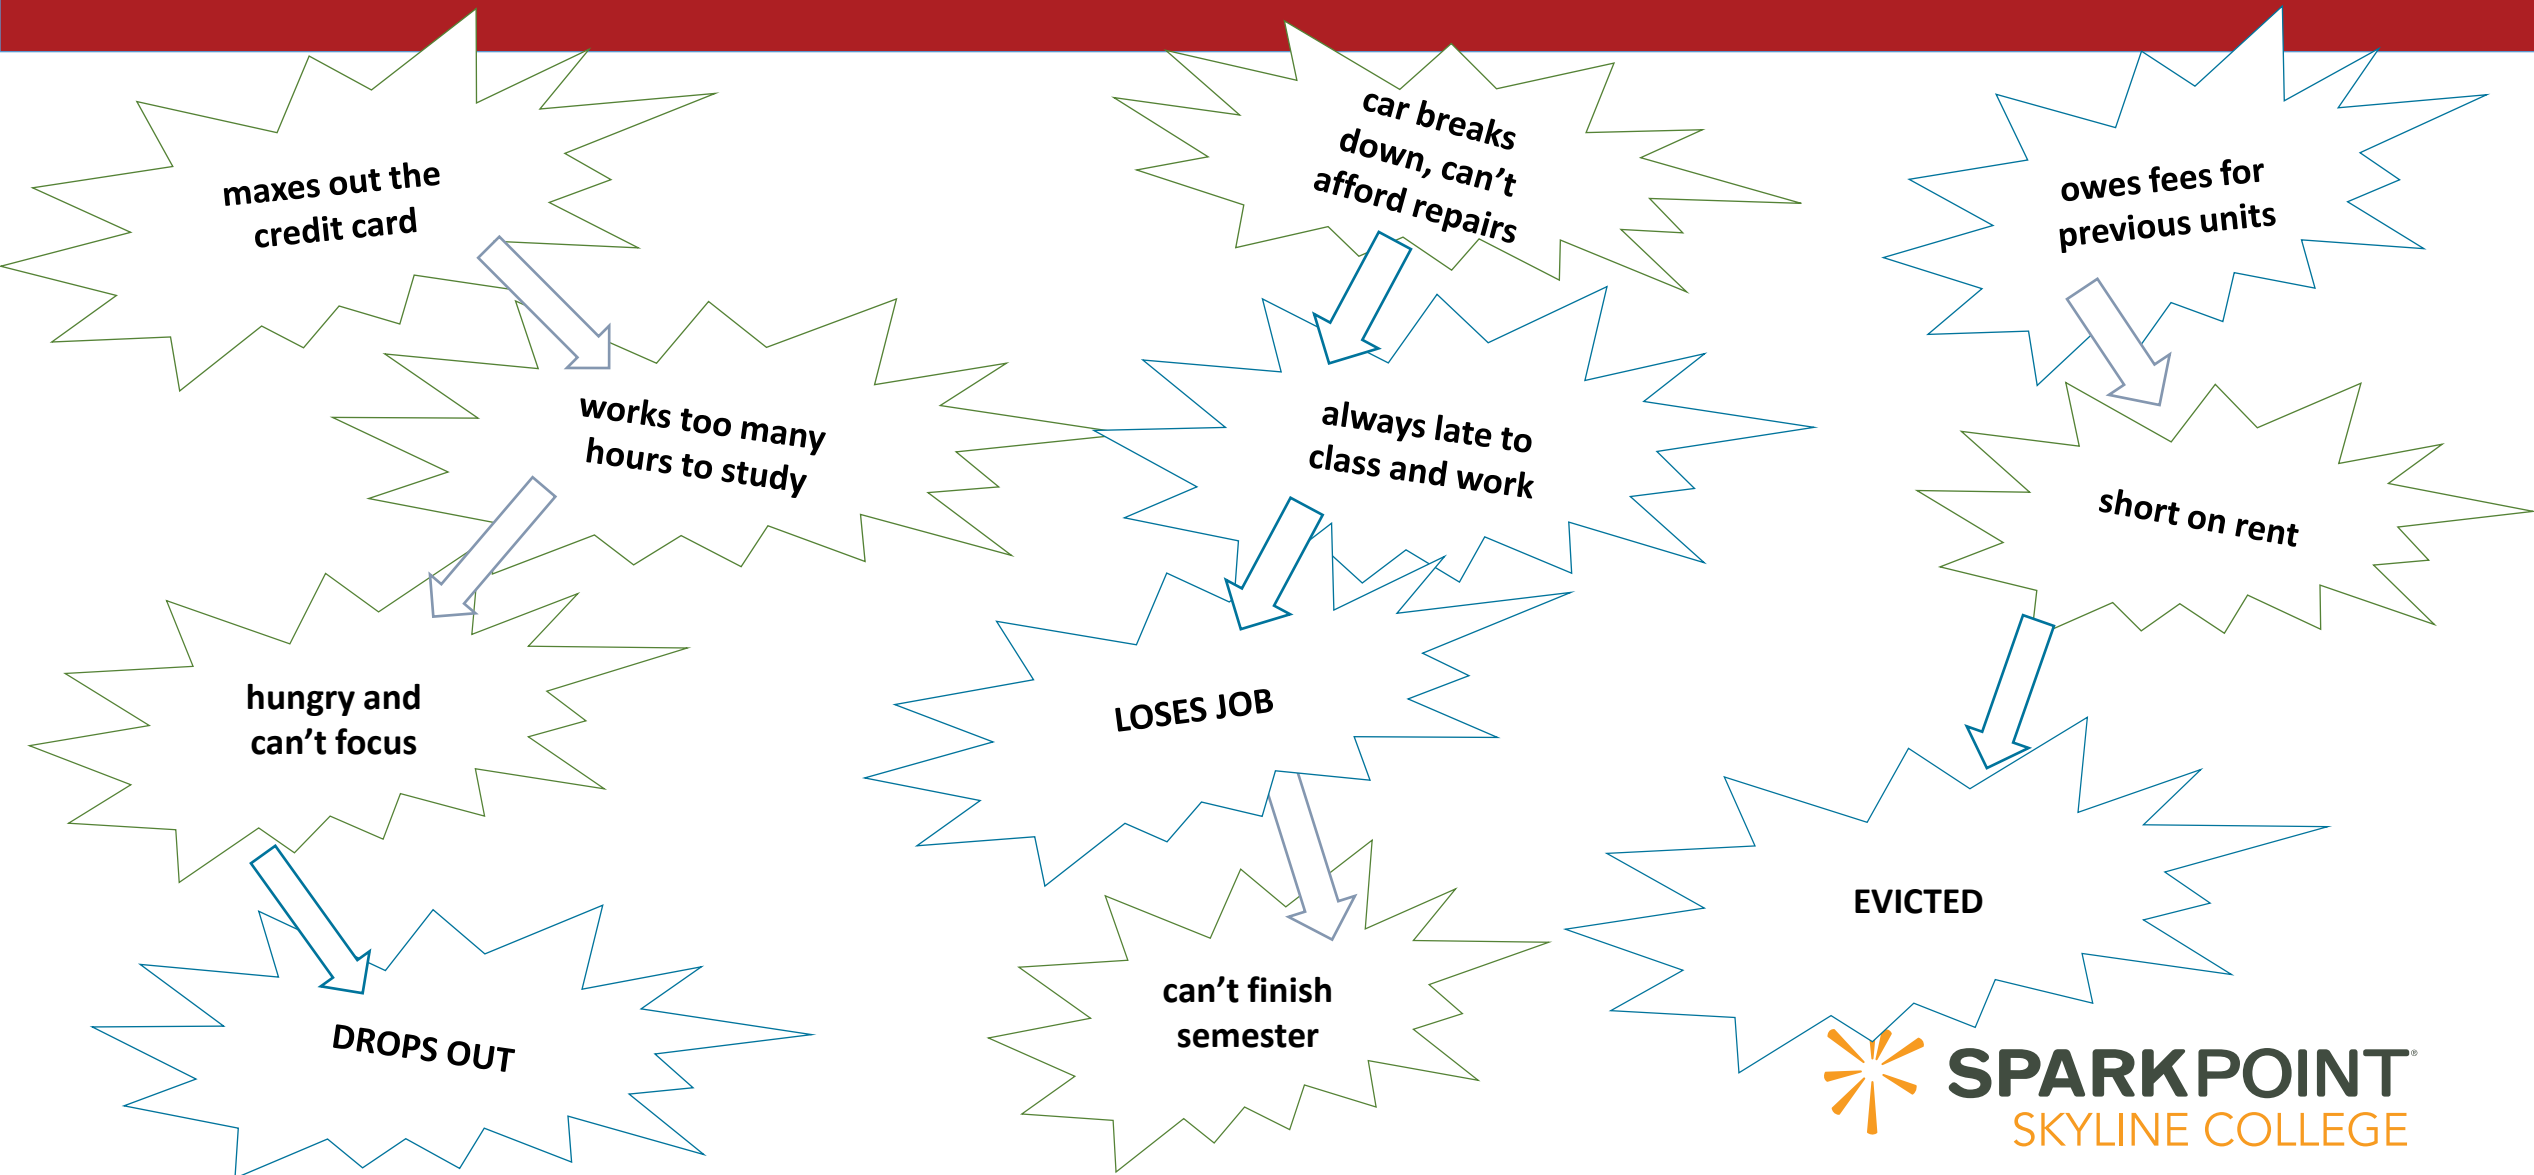 maxes out the
credit card
works too many
hours to study
hungry and
can't focus
DROPS OUT
car breaks
down, can't
afford repairs
always late to
class and work
LOSES JOB
can't finish
semester
owes fees for
previous units
short on rent
EVICTED
SPARKPOINT®
SKYLINE COLLEGE